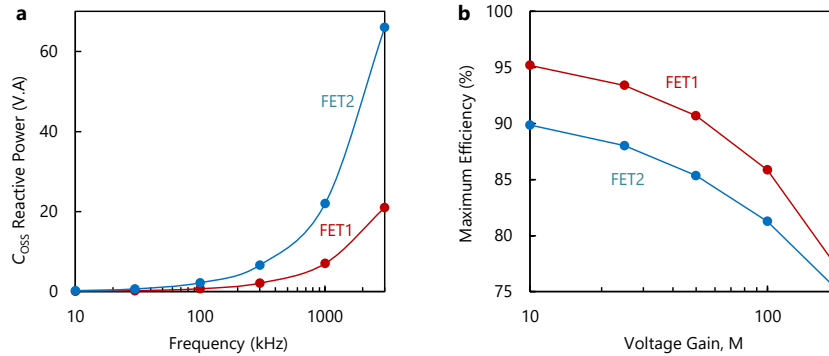 a
C_OSS Reactive Power (V.A)
60
40
20
0
10
100
1000
Frequency (kHz)
FET2
FET1
b
Maximum Efficiency (%)
100
95
90
85
80
75
10
100
Voltage Gain, M
FET1
FET2